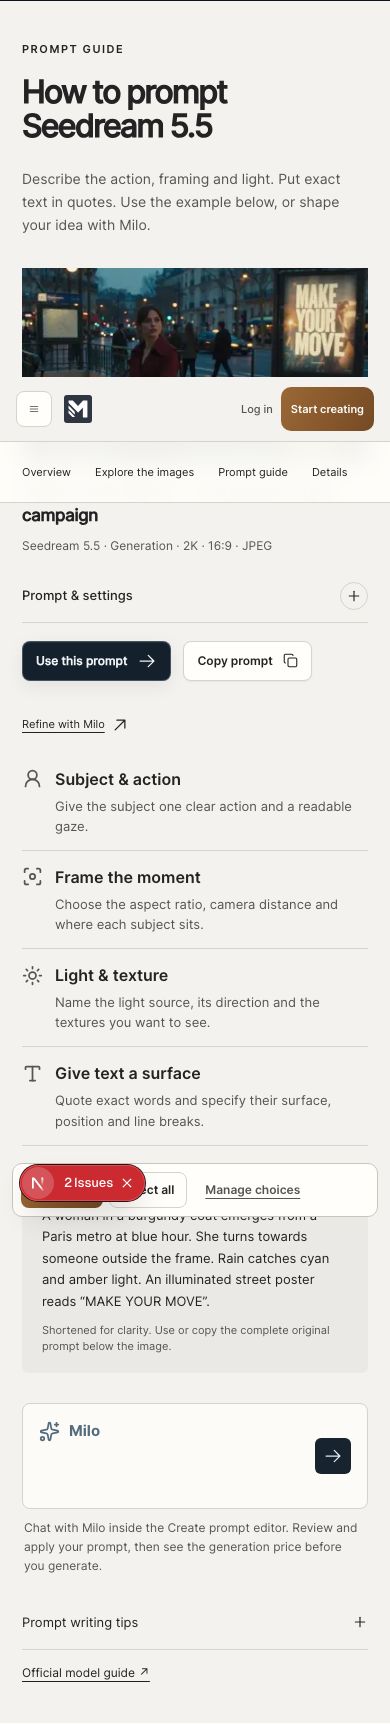 PROMPT GUIDE
How to prompt
Seedream 5.5
Describe the action, framing and light. Put exact
text in quotes. Use the example below, or shape
your idea with Milo.
MAKE
YOUR
MOVE
Log in
Start creating
Overview
Explore the images
Prompt guide
Details
campaign
Seedream 5.5 · Generation · 2K · 16:9 · JPEG
Prompt & settings
Use this prompt
Copy prompt
Refine with Milo
Subject & action
Give the subject one clear action and a readable
gaze.
Frame the moment
Choose the aspect ratio, camera distance and
where each subject sits.
Light & texture
Name the light source, its direction and the
textures you want to see.
Give text a surface
Quote exact words and specify their surface,
position and line breaks.
2 Issues
all
Manage choices
A woman in a burgundy coat emerges from a
Paris metro at blue hour. She turns towards
someone outside the frame. Rain catches cyan
and amber light. An illuminated street poster
reads “MAKE YOUR MOVE”.
Shortened for clarity. Use or copy the complete original
prompt below the image.
Milo
Chat with Milo inside the Create prompt editor. Review and
apply your prompt, then see the generation price before
you generate.
Prompt writing tips
Official model guide ↗